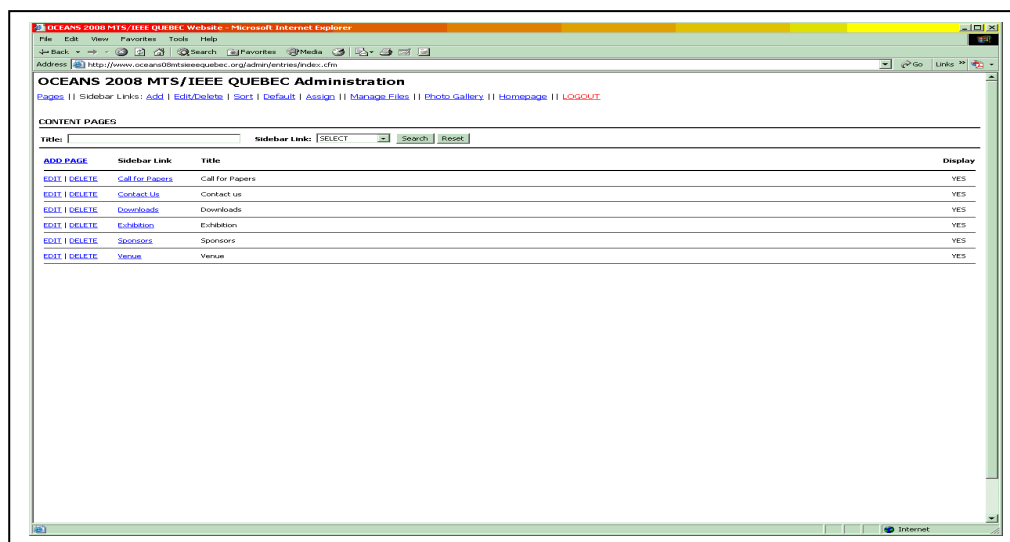 OCEANS 2008 MTS/IEEE QUEBEC Website - Microsoft Internet Explorer
File Edit View Favorites Tools Help
Back Search Favorites Media
Address http://www.oceans08mtsieeequebec.org/admin/entries/index.cfm Go Links »
OCEANS 2008 MTS/IEEE QUEBEC Administration
Pages || Sidebar Links: Add | Edit/Delete | Sort | Default | Assign || Manage Files || Photo Gallery || Homepage || LOGOUT
CONTENT PAGES
Title: Sidebar Link: SELECT Search Reset
ADD PAGE Sidebar Link Title Display
EDIT | DELETE Call for Papers Call for Papers YES
EDIT | DELETE Contact Us Contact us YES
EDIT | DELETE Downloads Downloads YES
EDIT | DELETE Exhibition Exhibition YES
EDIT | DELETE Sponsors Sponsors YES
EDIT | DELETE Venue Venue YES
Internet